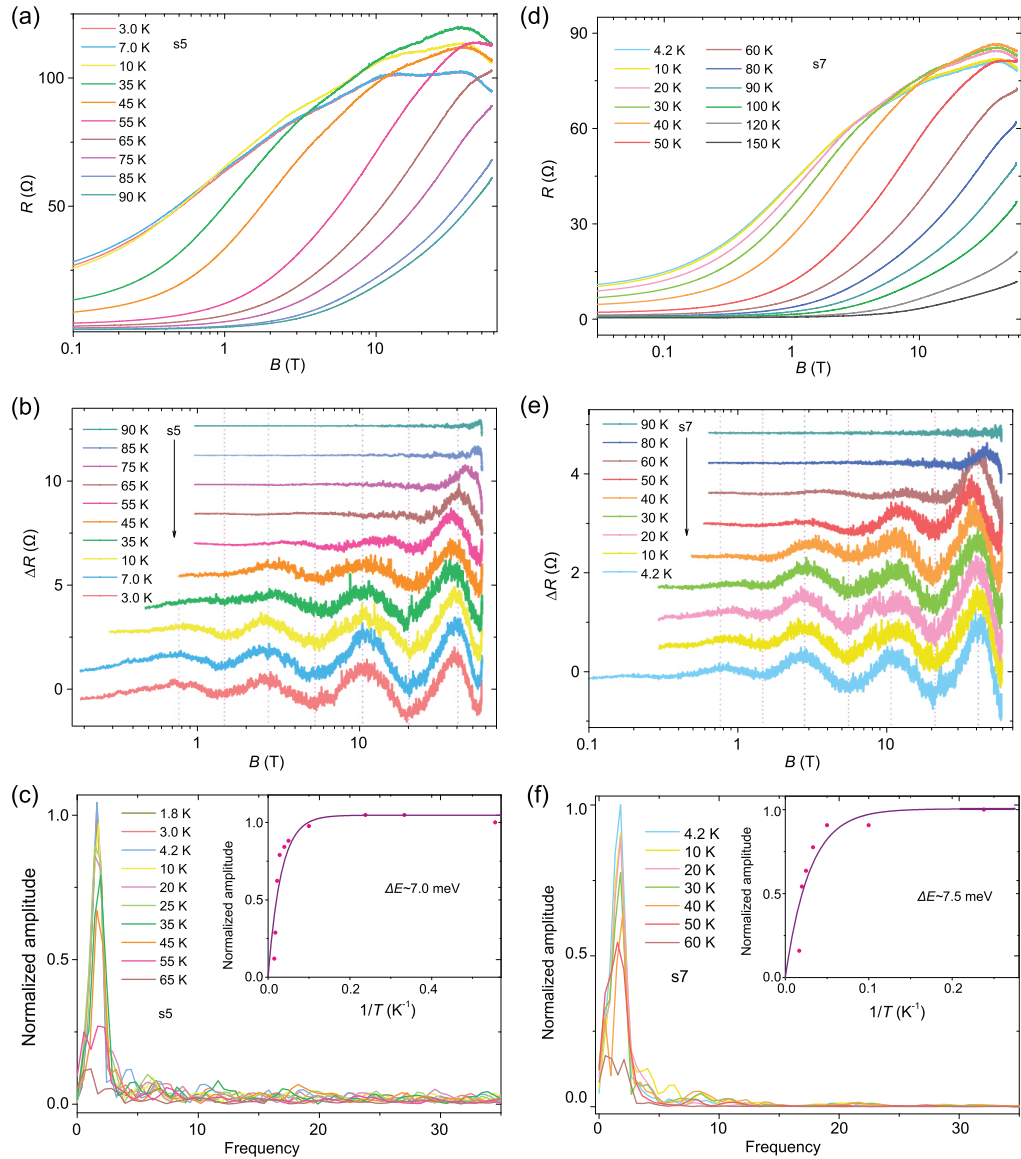 (a)
s5
3.0 K
7.0 K
10 K
35 K
45 K
55 K
65 K
75 K
85 K
90 K
100
50
R (Ω)
0.1
1
10
B (T)
(d)
s7
4.2 K
10 K
20 K
30 K
40 K
50 K
60 K
80 K
90 K
100 K
120 K
150 K
90
60
30
0
R (Ω)
0.1
1
10
B (T)
(b)
s5
90 K
85 K
75 K
65 K
55 K
45 K
35 K
10 K
7.0 K
3.0 K
10
5
0
ΔR (Ω)
1
10
B (T)
(e)
s7
90 K
80 K
60 K
50 K
40 K
30 K
20 K
10 K
4.2 K
4
2
0
ΔR (Ω)
0.1
1
10
B (T)
(c)
1.8 K
3.0 K
4.2 K
10 K
20 K
25 K
35 K
45 K
55 K
65 K
s5
1.0
0.5
0.0
Normalized amplitude
0
10
20
30
Frequency
1.0
0.5
0.0
Normalized amplitude
ΔE~7.0 meV
0.0
0.2
0.4
1/T (K⁻¹)
(f)
4.2 K
10 K
20 K
30 K
40 K
50 K
60 K
s7
1.0
0.5
0.0
Normalized amplitude
0
10
20
30
Frequency
1.0
0.5
0.0
Normalized amplitude
ΔE~7.5 meV
0.0
0.1
0.2
1/T (K⁻¹)